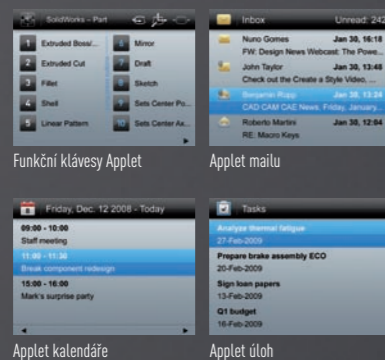 SolidWorks – Part
1 Extruded Boss/...
2 Extruded Cut
3 Fillet
4 Shell
5 Linear Pattern
6 Mirror
7 Draft
8 Sketch
9 Sets Center Po...
10 Sets Center Ax...
Funkční klávesy Applet
Inbox Unread: 242
Nuno Gomes Jan 30, 16:18
FW: Design News Webcast: The Powe...
John Taylor Jan 30, 13:48
Check out the Create a Style Video, ...
Benjamin Rupp Jan 30, 13:24
CAD CAM CAE News. Friday, January...
Roberto Martini Jan 30, 12:04
RE: Macro Keys
Applet mailu
Friday, Dec. 12 2008 - Today
09:00 - 10:00
Staff meeting
11:00 - 11:30
Break component redesign
15:00 - 16:00
Mark's surprise party
Applet kalendáře
Tasks
Analyze thermal fatigue
27-Feb-2009
Prepare brake assembly ECO
20-Feb-2009
Sign loan papers
13-Feb-2009
Q1 budget
16-Feb-2009
Applet úloh